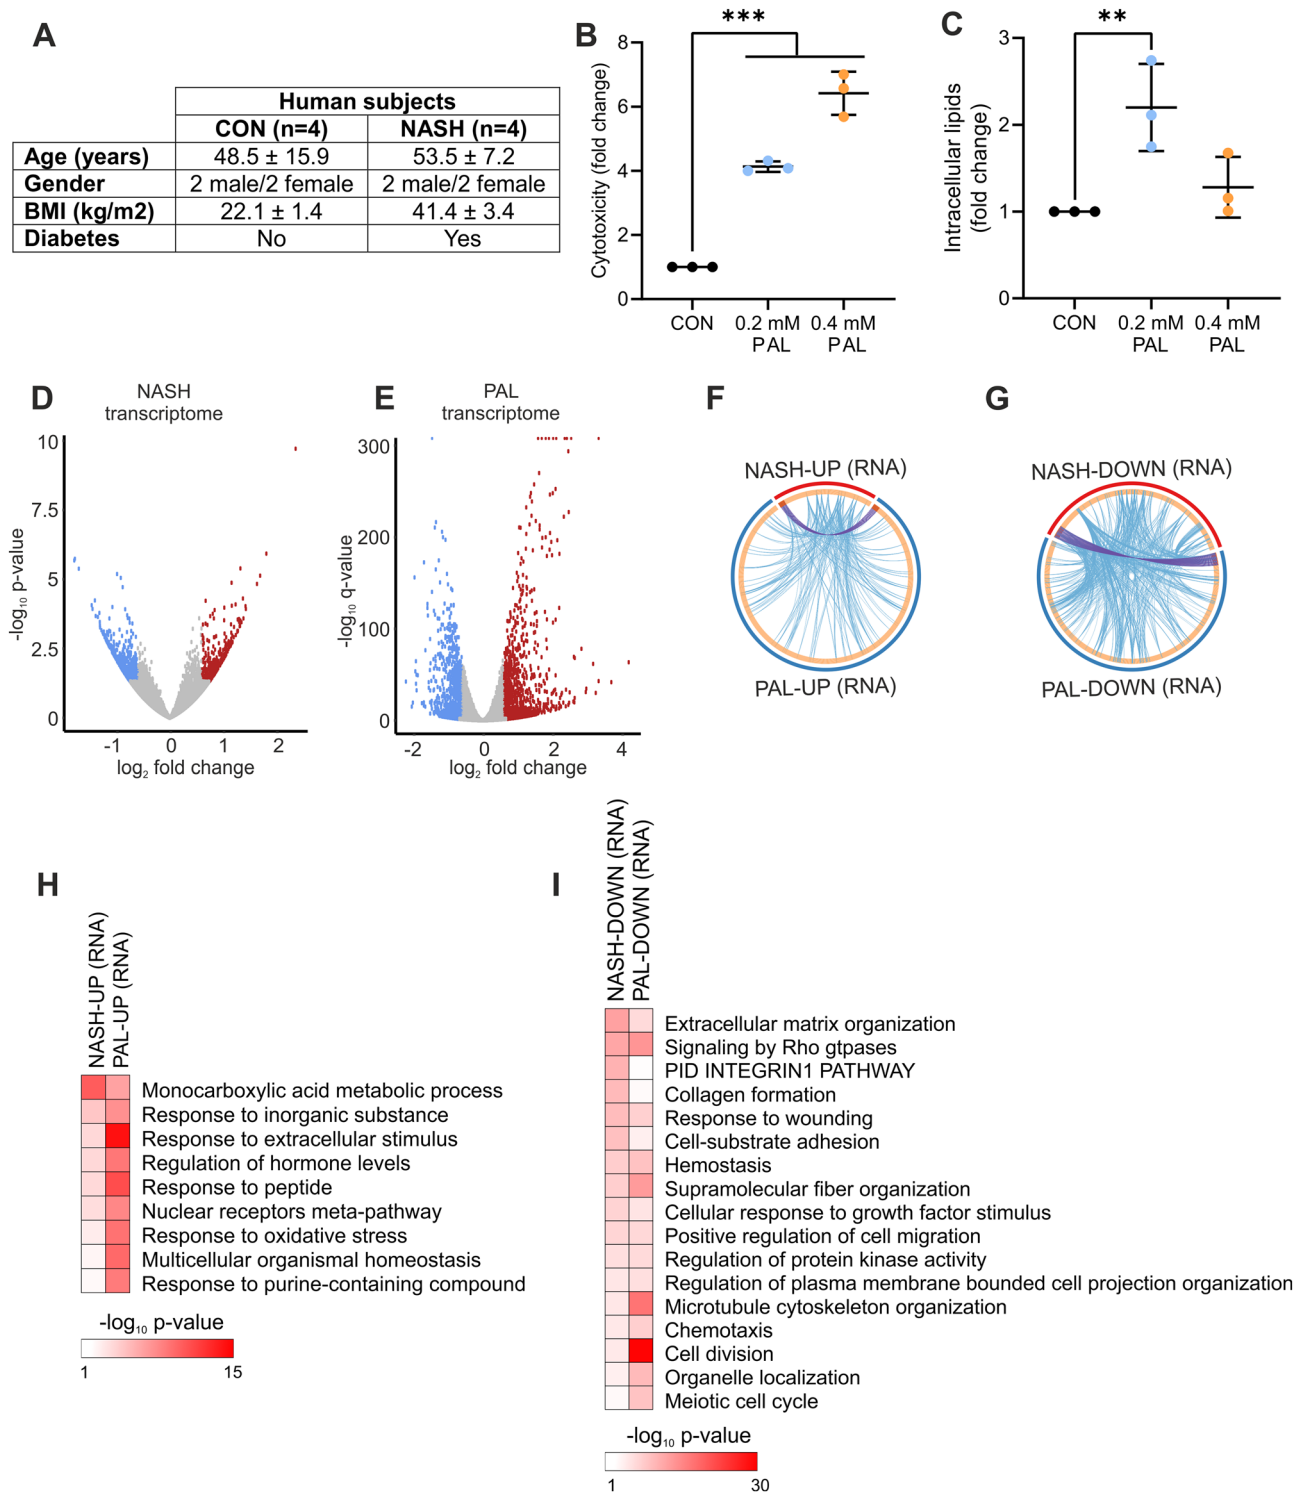 A
Human subjects
CON (n=4) NASH (n=4)
Age (years) 48.5 ± 15.9 53.5 ± 7.2
Gender 2 male/2 female 2 male/2 female
BMI (kg/m2) 22.1 ± 1.4 41.4 ± 3.4
Diabetes No Yes
B
***
Cytotoxicity (fold change)
8
6
4
2
0
CON 0.2 mM PAL 0.4 mM PAL
C
**
Intracellular lipids
(fold change)
3
2
1
0
CON 0.2 mM PAL 0.4 mM PAL
D
NASH
transcriptome
-log10 p-value
10
7.5
5
2.5
0
-1 0 1 2
log2 fold change
E
PAL
transcriptome
-log10 q-value
300
200
100
0
-2 0 2 4
log2 fold change
F
NASH-UP (RNA)
PAL-UP (RNA)
G
NASH-DOWN (RNA)
PAL-DOWN (RNA)
H
NASH-UP (RNA)
PAL-UP (RNA)
Monocarboxylic acid metabolic process
Response to inorganic substance
Response to extracellular stimulus
Regulation of hormone levels
Response to peptide
Nuclear receptors meta-pathway
Response to oxidative stress
Multicellular organismal homeostasis
Response to purine-containing compound
-log10 p-value
1 15
I
NASH-DOWN (RNA)
PAL-DOWN (RNA)
Extracellular matrix organization
Signaling by Rho gtpases
PID INTEGRIN1 PATHWAY
Collagen formation
Response to wounding
Cell-substrate adhesion
Hemostasis
Supramolecular fiber organization
Cellular response to growth factor stimulus
Positive regulation of cell migration
Regulation of protein kinase activity
Regulation of plasma membrane bounded cell projection organization
Microtubule cytoskeleton organization
Chemotaxis
Cell division
Organelle localization
Meiotic cell cycle
-log10 p-value
1 30